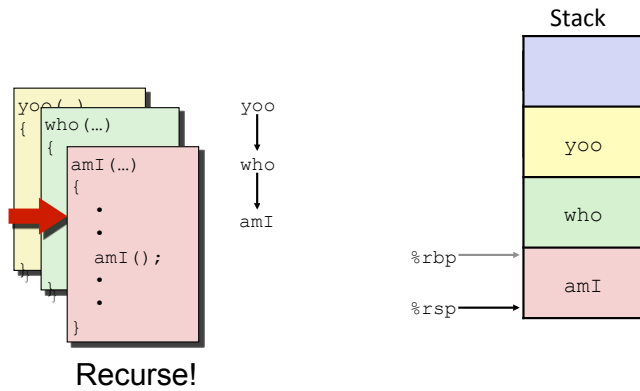 Stack
yoo(…)
{
who(…)
{
amI(…)
{
•
•
amI();
•
•
}
}
}
Recurse!
yoo
who
amI
yoo
who
%rbp
amI
%rsp